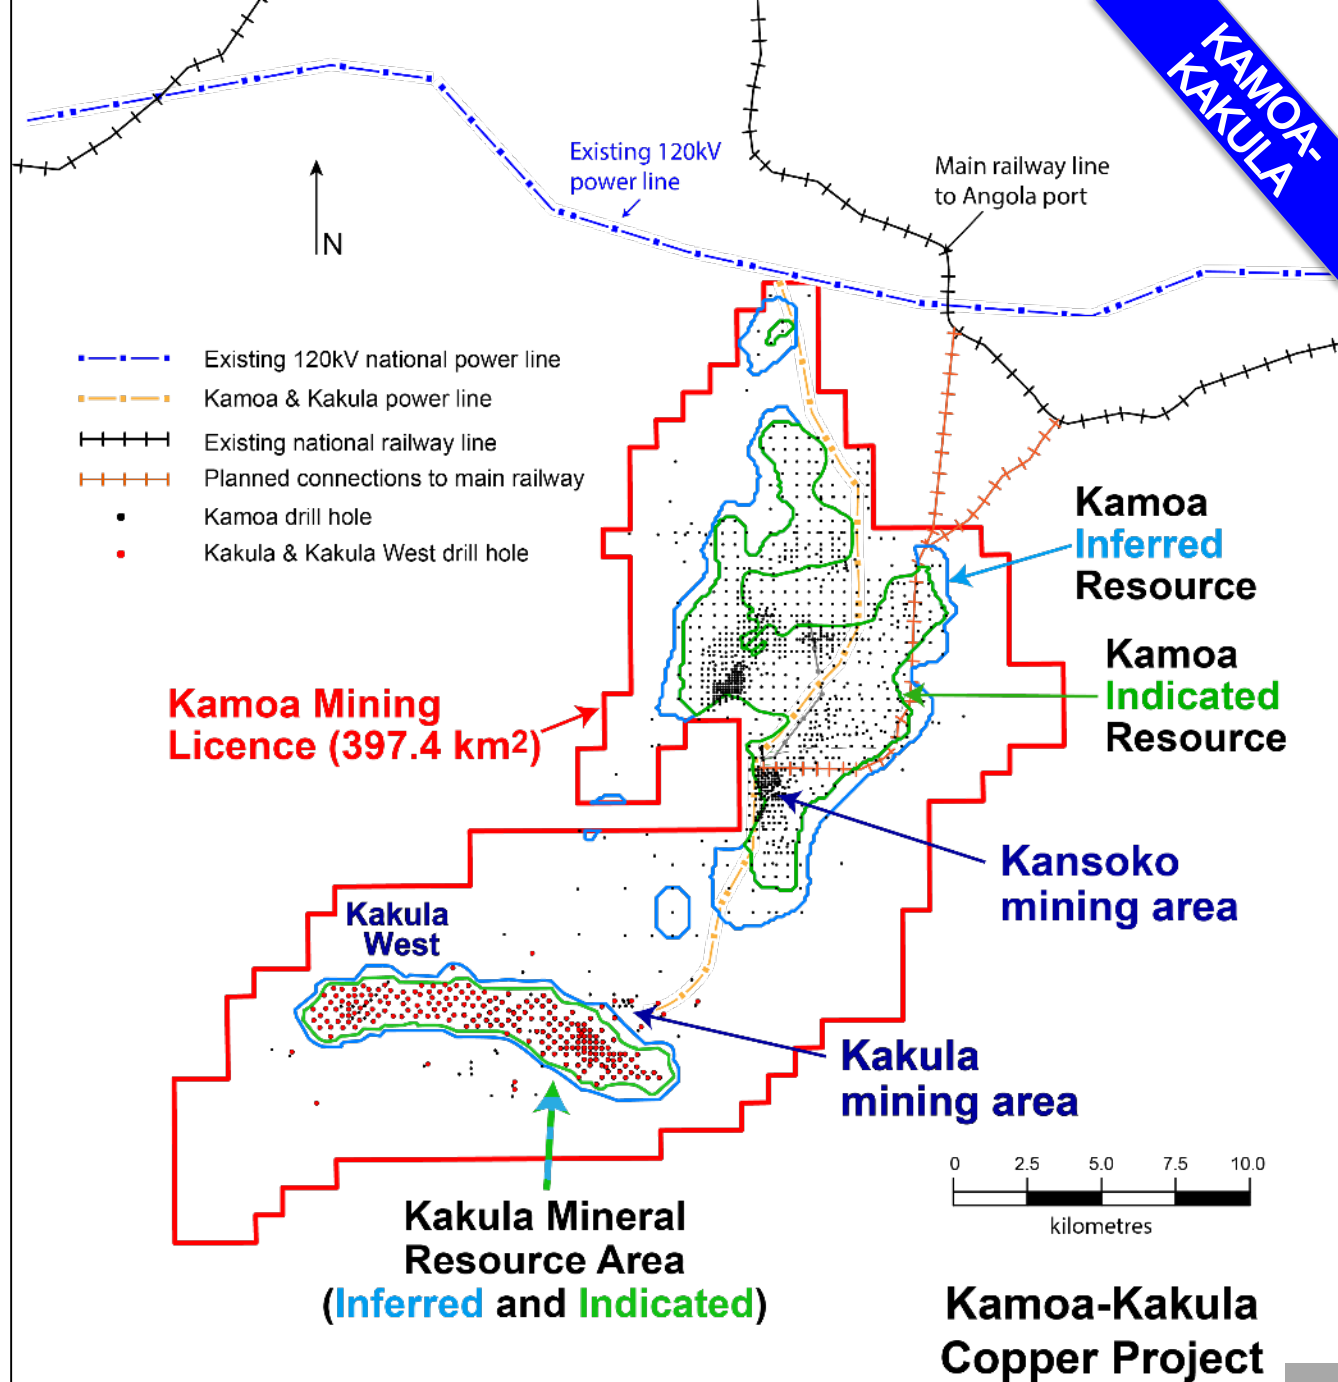 KAMOA-
KAKULA
Existing 120kV
power line
Main railway line
to Angola port
N
Existing 120kV national power line
Kamoa & Kakula power line
Existing national railway line
Planned connections to main railway
Kamoa drill hole
Kakula & Kakula West drill hole
Kamoa
Inferred
Resource
Kamoa
Indicated
Resource
Kamoa Mining
Licence (397.4 km²)
Kansoko
mining area
Kakula
West
Kakula
mining area
0 2.5 5.0 7.5 10.0
kilometres
Kakula Mineral
Resource Area
(Inferred and Indicated)
Kamoa-Kakula
Copper Project